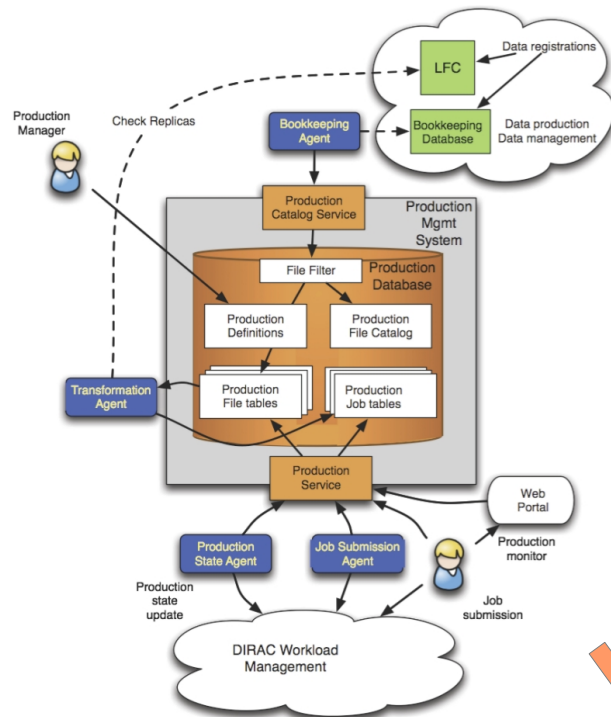 Data registrations
LFC
Production
Manager
Check Replicas
Bookkeeping
Agent
Bookkeeping
Database
Data production
Data management
Production
Catalog Service
Production
Mgmt
System
File Filter
Production
Database
Production
Definitions
Production
File Catalog
Transformation
Agent
Production
File tables
Production
Job tables
Production
Service
Web
Portal
Production
State Agent
Job Submission
Agent
Production
monitor
Production
state
update
Job
submission
DIRAC Workload
Management